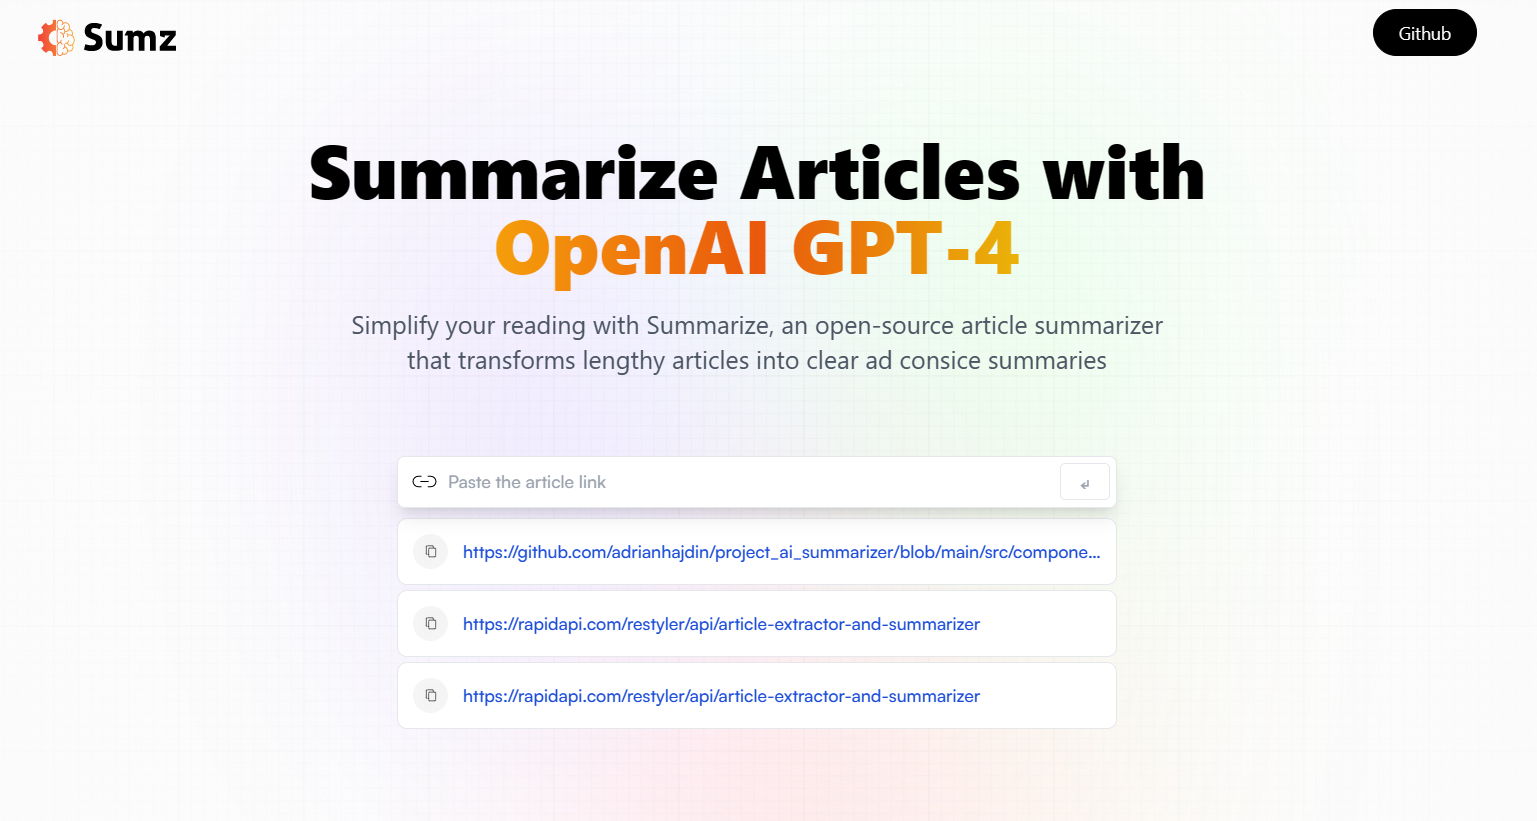 Sumz
Github
Summarize Articles with
OpenAI GPT-4
Simplify your reading with Summarize, an open-source article summarizer
that transforms lengthy articles into clear ad consice summaries
Paste the article link
https://github.com/adrianhajdin/project_ai_summarizer/blob/main/src/compone...
https://rapidapi.com/restyler/api/article-extractor-and-summarizer
https://rapidapi.com/restyler/api/article-extractor-and-summarizer